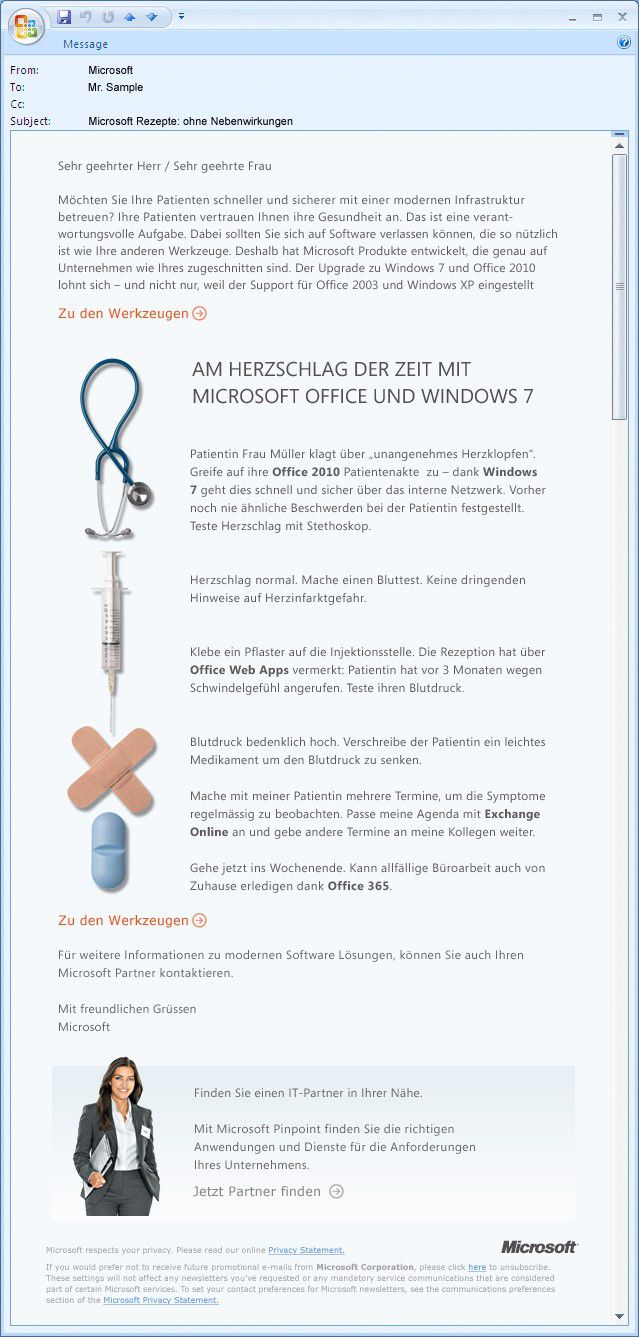 Message
From: Microsoft
To: Mr. Sample
Cc:
Subject: Microsoft Rezepte: ohne Nebenwirkungen
Sehr geehrter Herr / Sehr geehrte Frau
Möchten Sie Ihre Patienten schneller und sicherer mit einer modernen Infrastruktur
betreuen? Ihre Patienten vertrauen Ihnen ihre Gesundheit an. Das ist eine verant-
wortungsvolle Aufgabe. Dabei sollten Sie sich auf Software verlassen können, die so nützlich
ist wie Ihre anderen Werkzeuge. Deshalb hat Microsoft Produkte entwickelt, die genau auf
Unternehmen wie Ihres zugeschnitten sind. Der Upgrade zu Windows 7 und Office 2010
lohnt sich – und nicht nur, weil der Support für Office 2003 und Windows XP eingestellt
Zu den Werkzeugen
AM HERZSCHLAG DER ZEIT MIT
MICROSOFT OFFICE UND WINDOWS 7
Patientin Frau Müller klagt über „unangenehmes Herzklopfen“.
Greife auf ihre Office 2010 Patientenakte zu – dank Windows
7 geht dies schnell und sicher über das interne Netzwerk. Vorher
noch nie ähnliche Beschwerden bei der Patientin festgestellt.
Teste Herzschlag mit Stethoskop.
Herzschlag normal. Mache einen Bluttest. Keine dringenden
Hinweise auf Herzinfarktgefahr.
Klebe ein Pflaster auf die Injektionsstelle. Die Rezeption hat über
Office Web Apps vermerkt: Patientin hat vor 3 Monaten wegen
Schwindelgefühl angerufen. Teste ihren Blutdruck.
Blutdruck bedenklich hoch. Verschreibe der Patientin ein leichtes
Medikament um den Blutdruck zu senken.
Mache mit meiner Patientin mehrere Termine, um die Symptome
regelmässig zu beobachten. Passe meine Agenda mit Exchange
Online an und gebe andere Termine an meine Kollegen weiter.
Gehe jetzt ins Wochenende. Kann allfällige Büroarbeit auch von
Zuhause erledigen dank Office 365.
Zu den Werkzeugen
Für weitere Informationen zu modernen Software Lösungen, können Sie auch Ihren
Microsoft Partner kontaktieren.
Mit freundlichen Grüssen
Microsoft
Finden Sie einen IT-Partner in Ihrer Nähe.
Mit Microsoft Pinpoint finden Sie die richtigen
Anwendungen und Dienste für die Anforderungen
Ihres Unternehmens.
Jetzt Partner finden
Microsoft
Microsoft respects your privacy. Please read our online Privacy Statement.
If you would prefer not to receive future promotional e-mails from Microsoft Corporation, please click here to unsubscribe.
These settings will not affect any newsletters you've requested or any mandatory service communications that are considered
part of certain Microsoft services. To set your contact preferences for Microsoft newsletters, see the communications preferences
section of the Microsoft Privacy Statement.